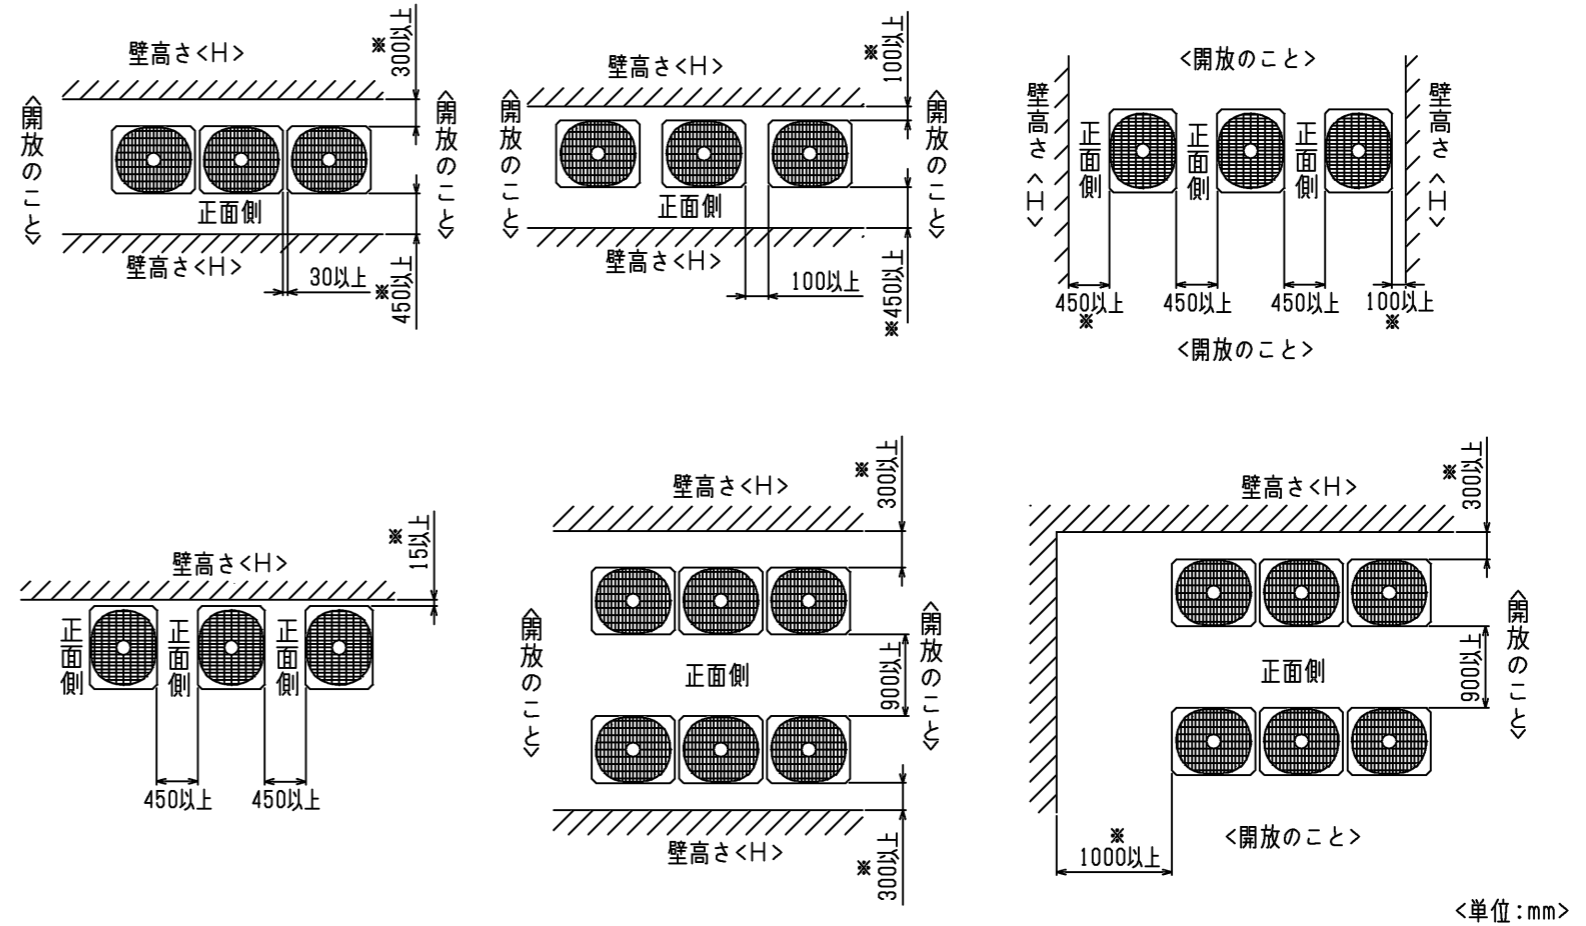 壁高さ<H>
※
300以上
<開放のこと>
<開放のこと>
正面側
壁高さ<H>
30以上
※
450以上
壁高さ<H>
※
100以上
<開放のこと>
<開放のこと>
正面側
壁高さ<H>
100以上
※450以上
<開放のこと>
壁高さ<H>
正面側
正面側
正面側
壁高さ<H>
450以上
※
450以上
450以上
100以上
※
<開放のこと>
壁高さ<H>
※
15以上
正面側
正面側
正面側
450以上
450以上
壁高さ<H>
※
300以上
<開放のこと>
正面側
900以上
<開放のこと>
壁高さ<H>
※
300以上
壁高さ<H>
※
300以上
正面側
900以上
<開放のこと>
※
1000以上
<開放のこと>
<単位:mm>